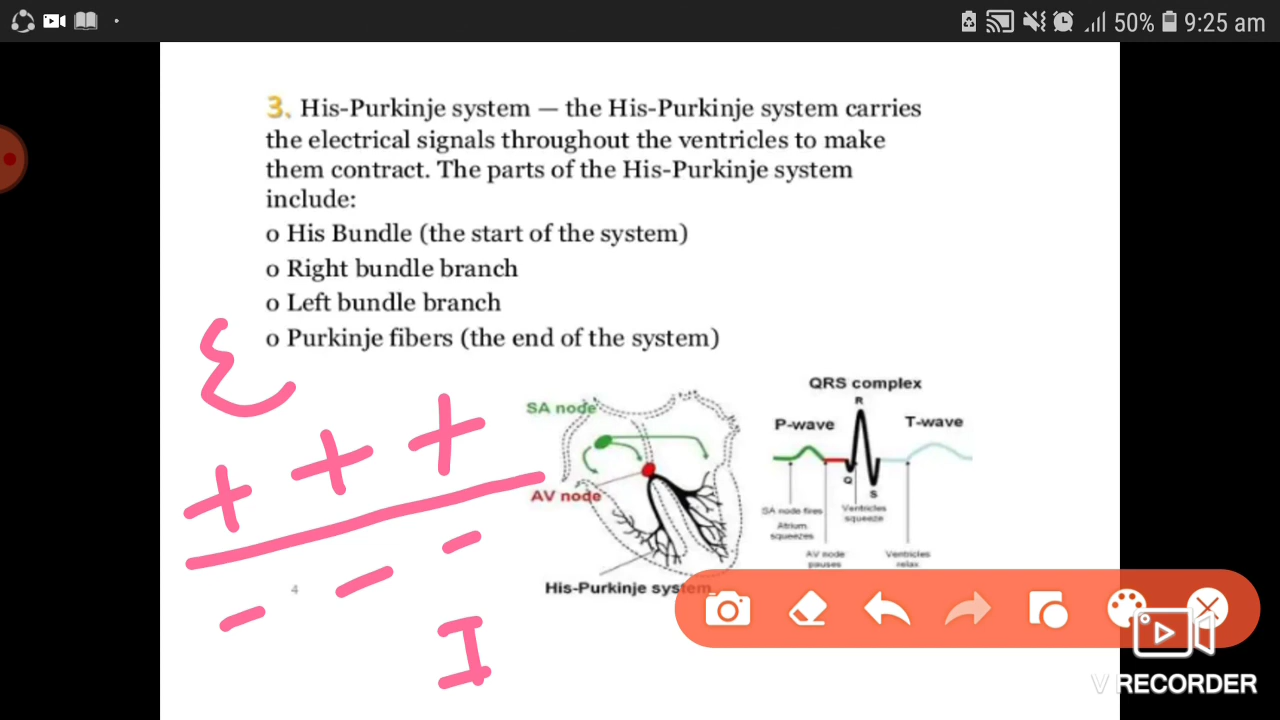 50% 9:25 am
3. His-Purkinje system — the His-Purkinje system carries
the electrical signals throughout the ventricles to make
them contract. The parts of the His-Purkinje system
include:
o His Bundle (the start of the system)
o Right bundle branch
o Left bundle branch
o Purkinje fibers (the end of the system)
Ɛ
+ + +
- - -
I
SA node
AV node
His-Purkinje system
QRS complex
R
P-wave
T-wave
Q
S
SA node fires
Atrium
squeezes
Ventricles
squeeze
AV node
pauses
Ventricles
relax
4
V RECORDER